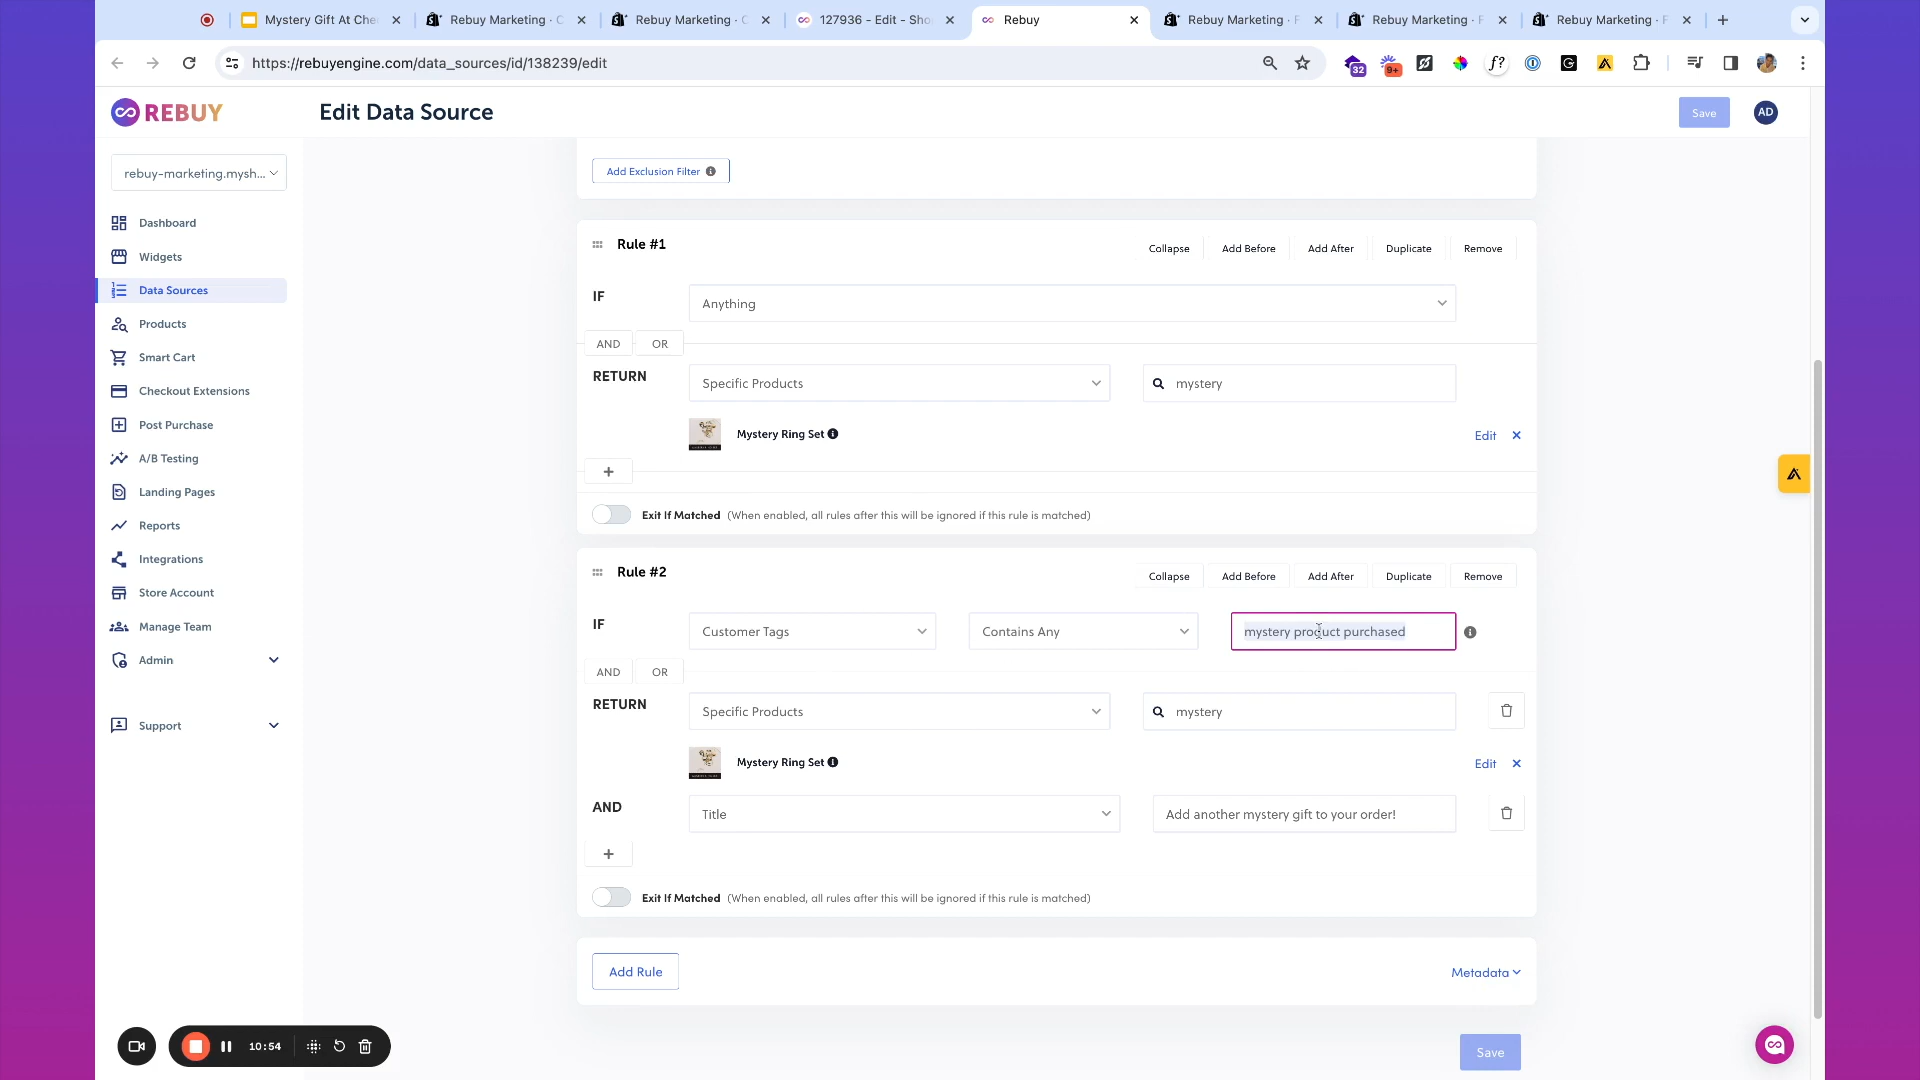 Mystery Gift At Che
Rebuy Marketing · C
Rebuy Marketing · C
127936 - Edit - Sho
Rebuy
Rebuy Marketing · F
Rebuy Marketing · F
Rebuy Marketing · F
https://rebuyengine.com/data_sources/id/138239/edit
32
9+
f?
REBUY
Edit Data Source
Save
AD
rebuy-marketing.mysh...
Dashboard
Widgets
Data Sources
Products
Smart Cart
Checkout Extensions
Post Purchase
A/B Testing
Landing Pages
Reports
Integrations
Store Account
Manage Team
Admin
Support
Add Exclusion Filter
Rule #1
Collapse
Add Before
Add After
Duplicate
Remove
IF
Anything
AND
OR
RETURN
Specific Products
mystery
Mystery Ring Set
Edit
Exit If Matched (When enabled, all rules after this will be ignored if this rule is matched)
Rule #2
Collapse
Add Before
Add After
Duplicate
Remove
IF
Customer Tags
Contains Any
mystery product purchased
AND
OR
RETURN
Specific Products
mystery
Mystery Ring Set
Edit
AND
Title
Add another mystery gift to your order!
Exit If Matched (When enabled, all rules after this will be ignored if this rule is matched)
Add Rule
Metadata
10:54
Save